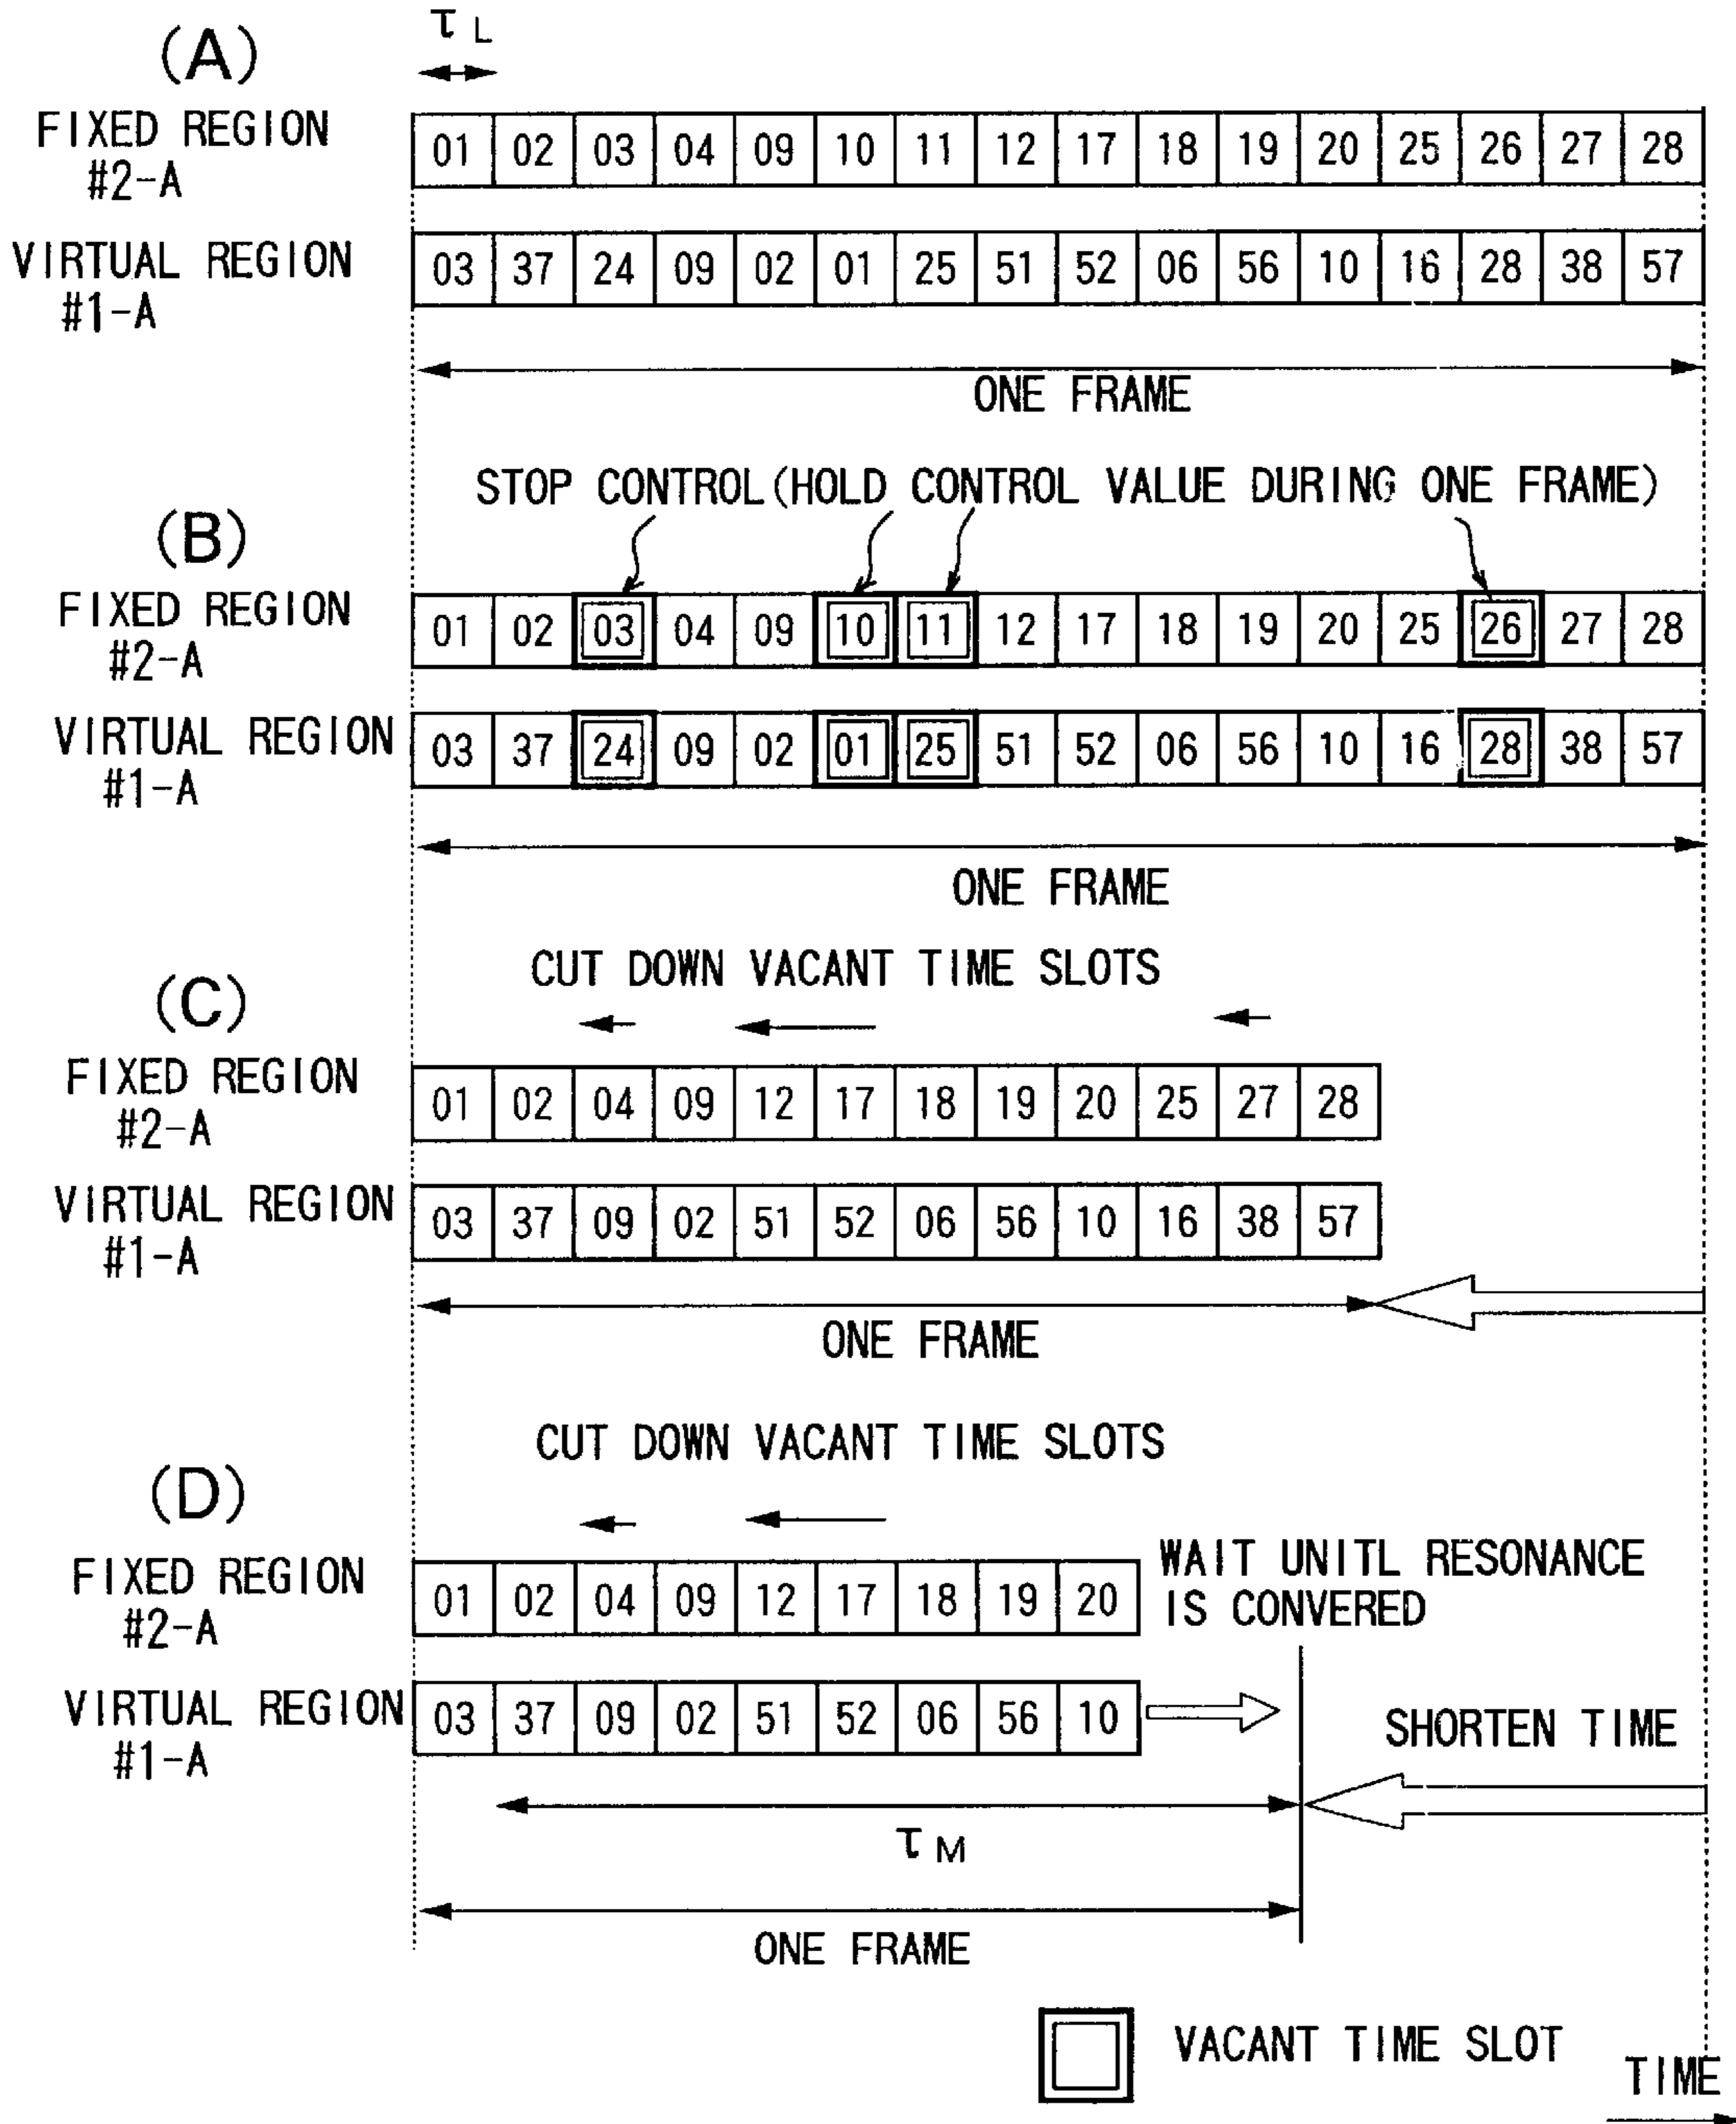 τL
(A)
FIXED REGION
#2-A
01 02 03 04 09 10 11 12 17 18 19 20 25 26 27 28
VIRTUAL REGION
#1-A
03 37 24 09 02 01 25 51 52 06 56 10 16 28 38 57
ONE FRAME
STOP CONTROL(HOLD CONTROL VALUE DURING ONE FRAME)
(B)
FIXED REGION
#2-A
01 02 03 04 09 10 11 12 17 18 19 20 25 26 27 28
VIRTUAL REGION
#1-A
03 37 24 09 02 01 25 51 52 06 56 10 16 28 38 57
ONE FRAME
CUT DOWN VACANT TIME SLOTS
(C)
FIXED REGION
#2-A
01 02 04 09 12 17 18 19 20 25 27 28
VIRTUAL REGION
#1-A
03 37 09 02 51 52 06 56 10 16 38 57
ONE FRAME
CUT DOWN VACANT TIME SLOTS
(D)
FIXED REGION
#2-A
01 02 04 09 12 17 18 19 20
WAIT UNITL RESONANCE
IS CONVERED
VIRTUAL REGION
#1-A
03 37 09 02 51 52 06 56 10
SHORTEN TIME
τM
ONE FRAME
VACANT TIME SLOT
TIME